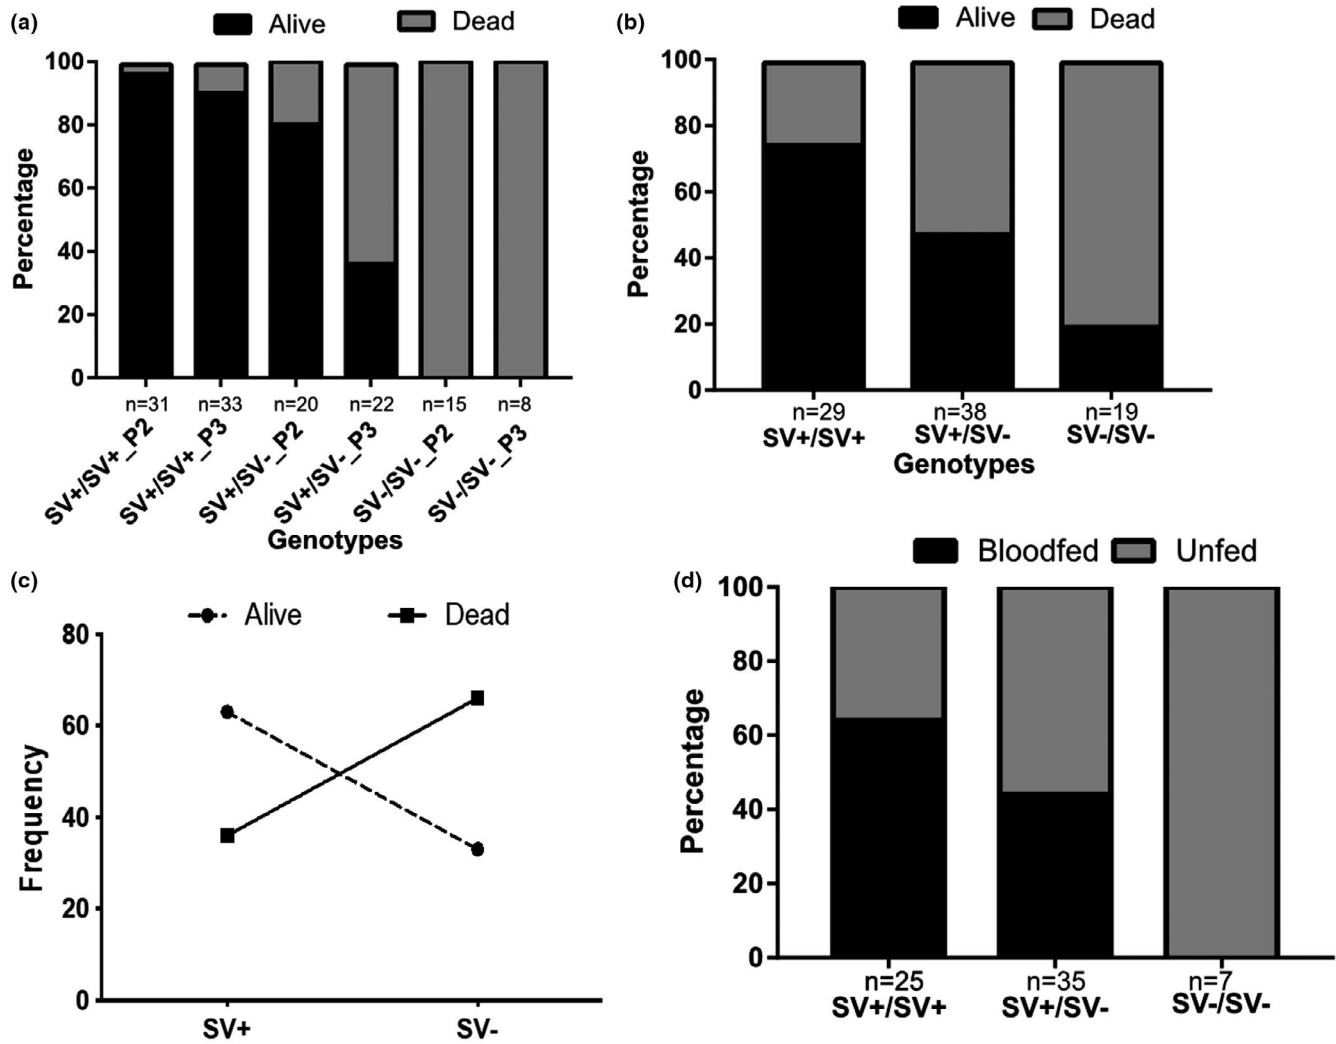 (a)
Alive Dead
Percentage
100
80
60
40
20
0
n=31 n=33 n=20 n=22 n=15 n=8
SV+/SV+_P2
SV+/SV+_P3
SV+/SV-_P2
SV+/SV-_P3
SV-/SV-_P2
SV-/SV-_P3
Genotypes
(b)
Alive Dead
Percentage
100
80
60
40
20
0
n=29 n=38 n=19
SV+/SV+ SV+/SV- SV-/SV-
Genotypes
(c)
Alive Dead
Frequency
80
60
40
20
0
SV+ SV-
(d)
Bloodfed Unfed
Percentage
100
80
60
40
20
0
n=25 n=35 n=7
SV+/SV+ SV+/SV- SV-/SV-